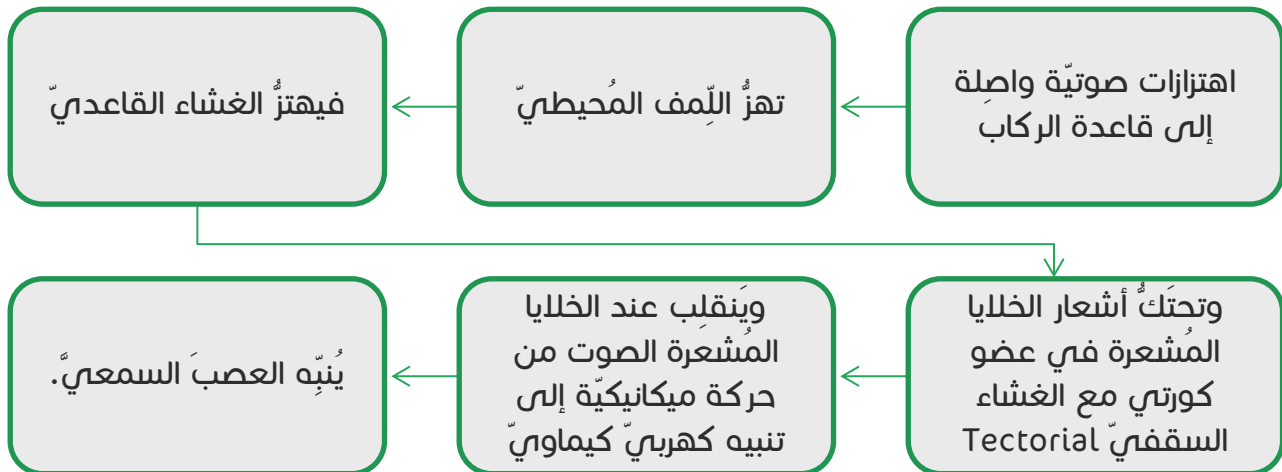 اهتزازات صوتيّة واصِلة
إلى قاعدة الركاب
تهزُّ اللِّمف المُحيطيّ
فيهتزُّ الغشاء القاعديّ
وتحتَكُّ أشعار الخلايا
المُشعرة في عضو
كورتي مع الغشاء
السقفيّ Tectorial
ويَنقلِب عند الخلايا
المُشعرة الصوت من
حركة ميكانيكيّة إلى
تنبيه كهربيّ كيماويّ
يُنبِّه العصبَ السمعيَّ.